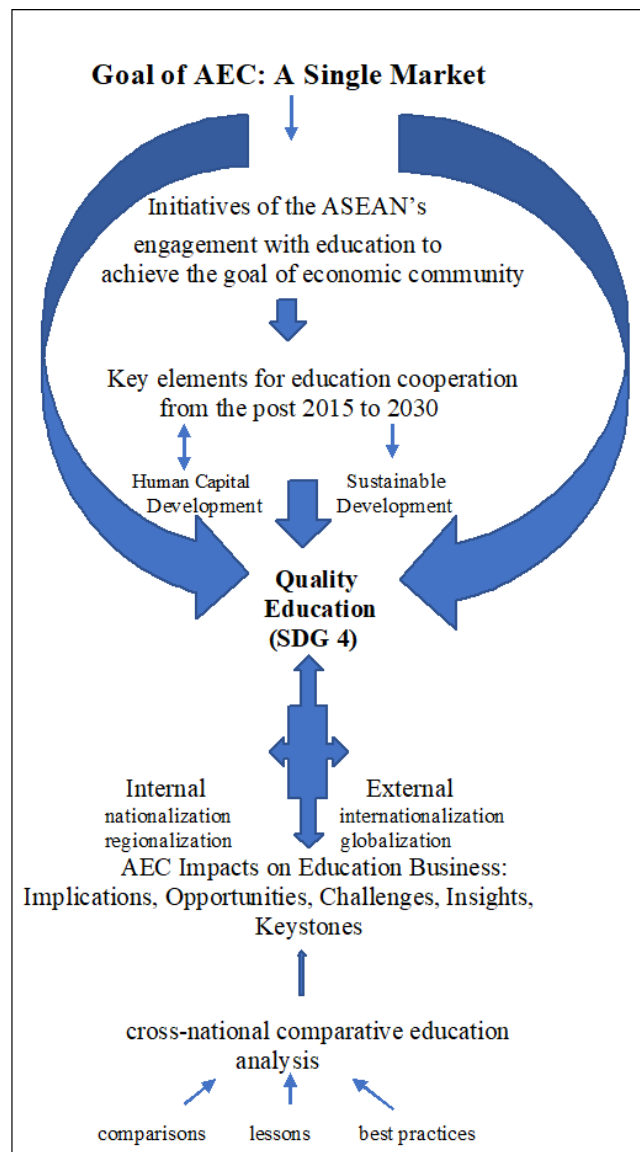 Goal of AEC: A Single Market
Initiatives of the ASEAN’s
engagement with education to
achieve the goal of economic community
Key elements for education cooperation
from the post 2015 to 2030
Human Capital
Development
Sustainable
Development
Quality
Education
(SDG 4)
Internal
nationalization
regionalization
External
internationalization
globalization
AEC Impacts on Education Business:
Implications, Opportunities, Challenges, Insights,
Keystones
cross-national comparative education
analysis
comparisons
lessons
best practices